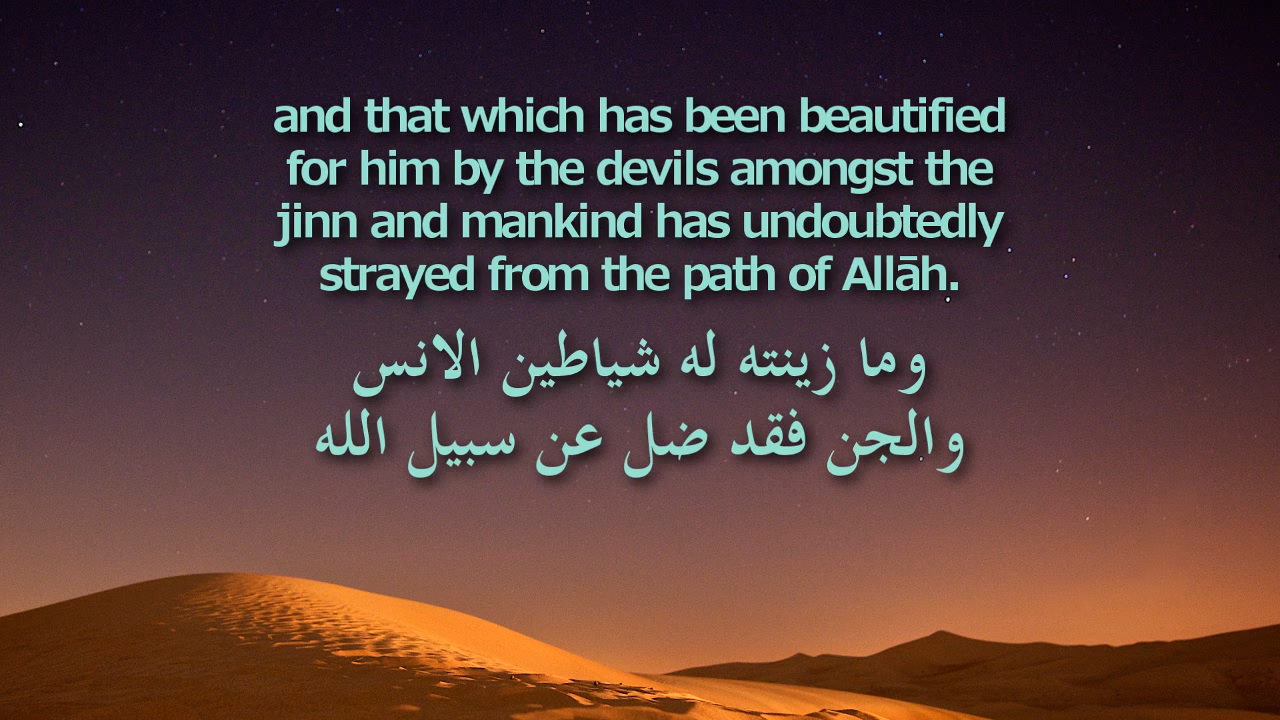 and that which has been beautified
for him by the devils amongst the
jinn and mankind has undoubtedly
strayed from the path of Allāh.
وما زينته له شياطين الانس
والجن فقد ضل عن سبيل الله